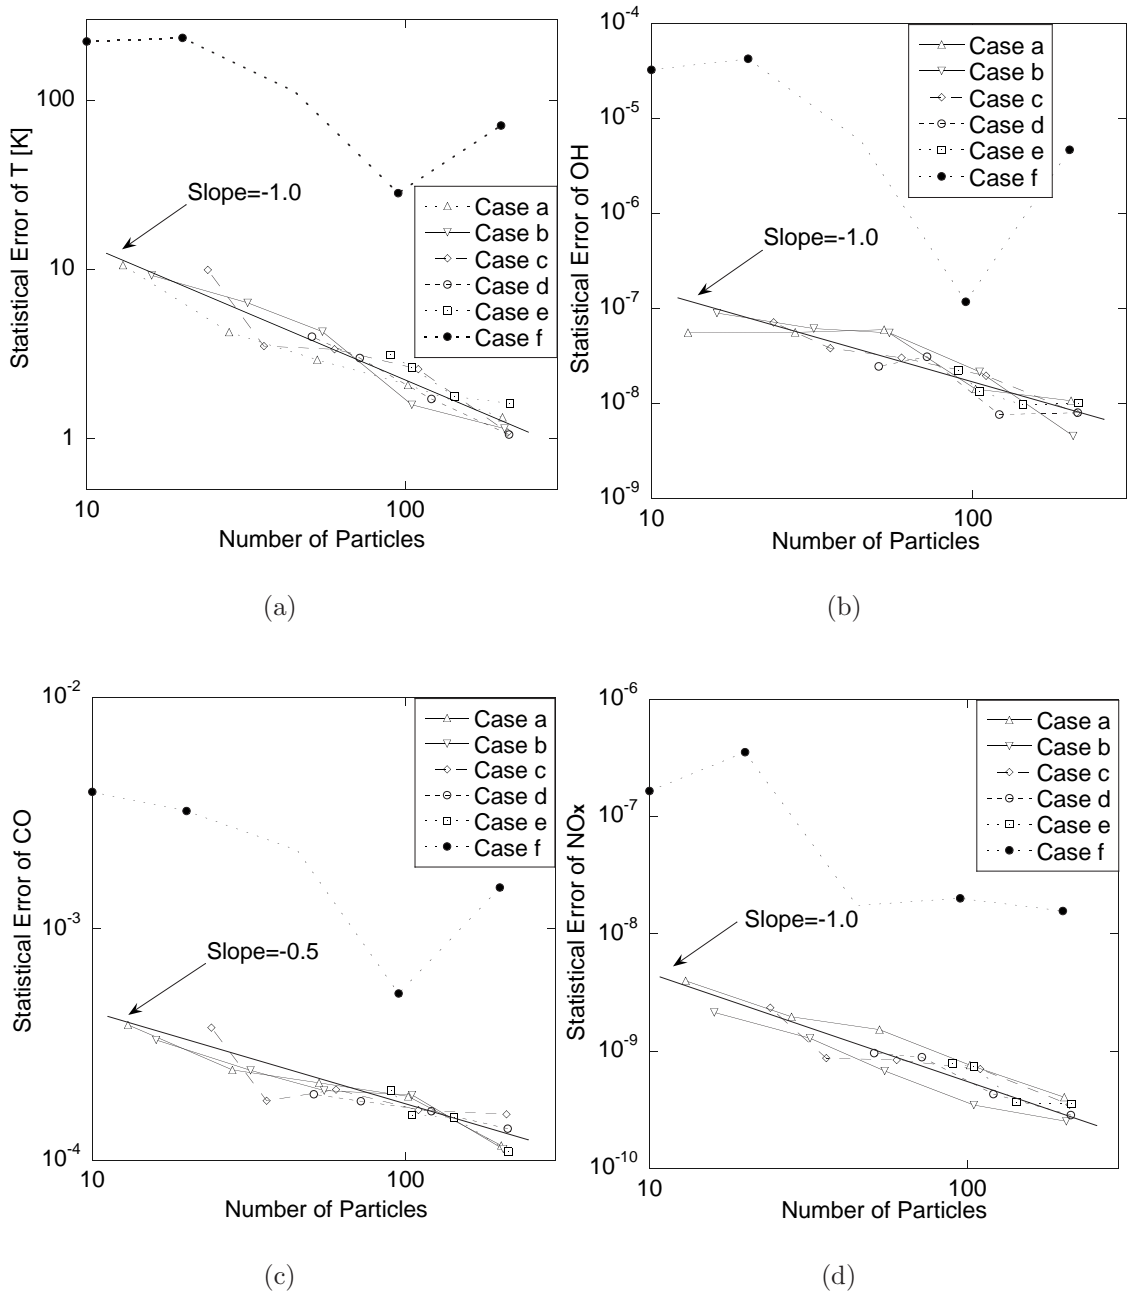 100
10
1
10
100
Statistical Error of T [K]
Number of Particles
Slope=-1.0
Case a
Case b
Case c
Case d
Case e
Case f
(a)
10-4
10-5
10-6
10-7
10-8
10-9
10
100
Statistical Error of OH
Number of Particles
Slope=-1.0
Case a
Case b
Case c
Case d
Case e
Case f
(b)
10-2
10-3
10-4
10
100
Statistical Error of CO
Number of Particles
Slope=-0.5
Case a
Case b
Case c
Case d
Case e
Case f
(c)
10-6
10-7
10-8
10-9
10-10
10
100
Statistical Error of NOx
Number of Particles
Slope=-1.0
Case a
Case b
Case c
Case d
Case e
Case f
(d)